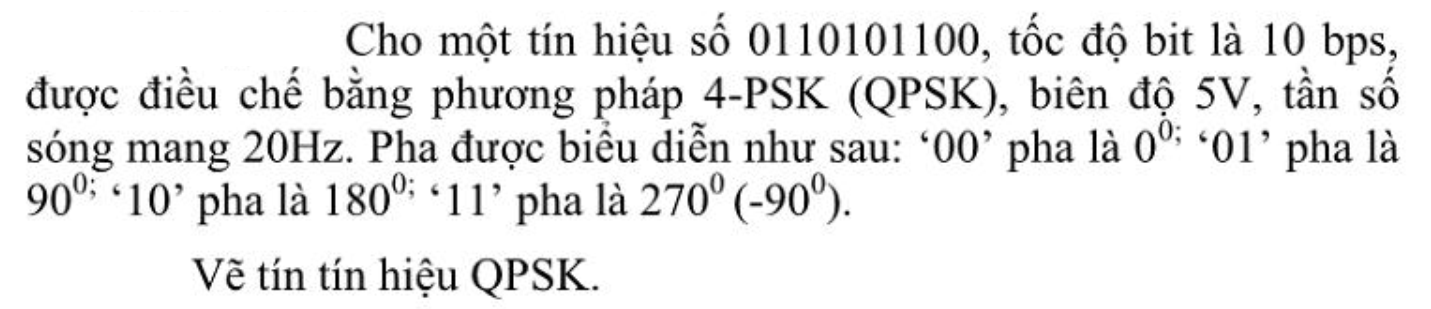 Cho một tín hiệu số 0110101100, tốc độ bit là 10 bps,
được điều chế bằng phương pháp 4-PSK (QPSK), biên độ 5V, tần số
sóng mang 20Hz. Pha được biểu diễn như sau: ‘00’ pha là 0⁰; ‘01’ pha là
90⁰; ‘10’ pha là 180⁰; ‘11’ pha là 270⁰ (-90⁰).
Vẽ tín tín hiệu QPSK.